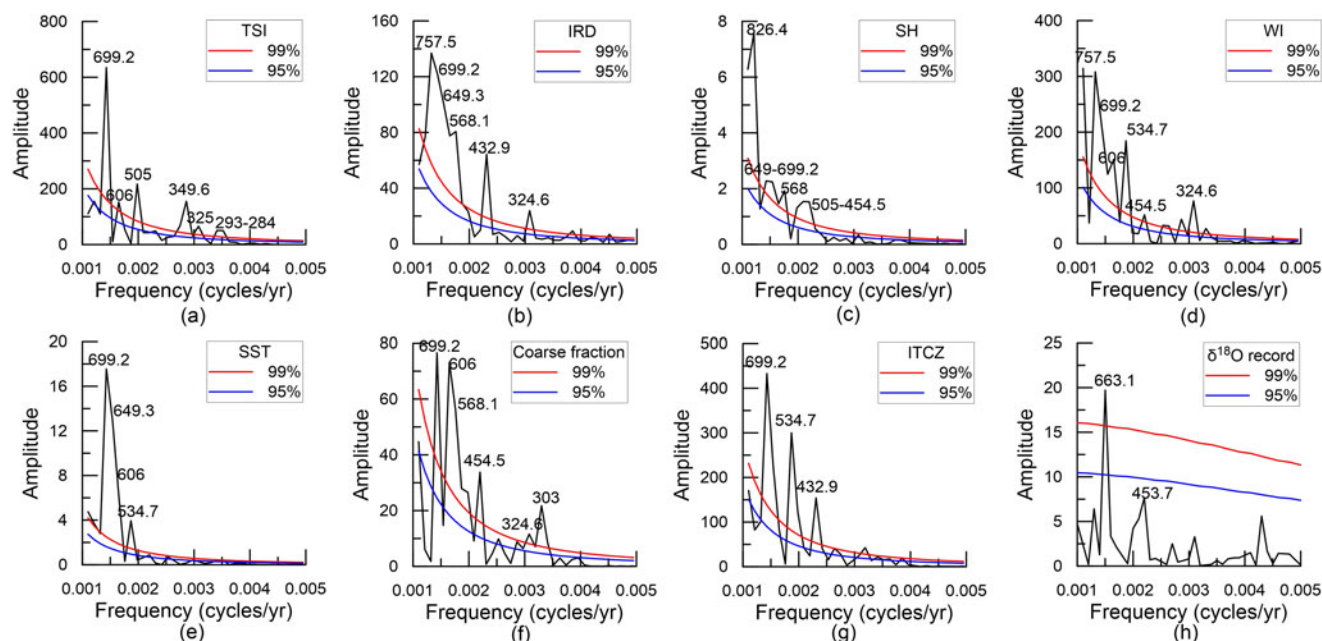 800
600
400
200
0
TSI
99%
95%
699.2
606
505
349.6
325
293-284
Amplitude
0.001 0.002 0.003 0.004 0.005
Frequency (cycles/yr)
(a)
160
120
80
40
0
IRD
99%
95%
757.5
699.2
649.3
568.1
432.9
324.6
Amplitude
0.001 0.002 0.003 0.004 0.005
Frequency (cycles/yr)
(b)
8
6
4
2
0
SH
99%
95%
826.4
649-699.2
568
505-454.5
Amplitude
0.001 0.002 0.003 0.004 0.005
Frequency (cycles/yr)
(c)
400
300
200
100
0
WI
99%
95%
757.5
699.2
534.7
606
454.5
324.6
Amplitude
0.001 0.002 0.003 0.004 0.005
Frequency (cycles/yr)
(d)
20
16
12
8
4
0
SST
99%
95%
699.2
649.3
606
534.7
Amplitude
0.001 0.002 0.003 0.004 0.005
Frequency (cycles/yr)
(e)
80
60
40
20
0
Coarse fraction
99%
95%
699.2
606
568.1
454.5
324.6
303
Amplitude
0.001 0.002 0.003 0.004 0.005
Frequency (cycles/yr)
(f)
500
400
300
200
100
0
ITCZ
99%
95%
699.2
534.7
432.9
Amplitude
0.001 0.002 0.003 0.004 0.005
Frequency (cycles/yr)
(g)
25
20
15
10
5
0
δ¹⁸O record
99%
95%
663.1
453.7
Amplitude
0.001 0.002 0.003 0.004 0.005
Frequency (cycles/yr)
(h)